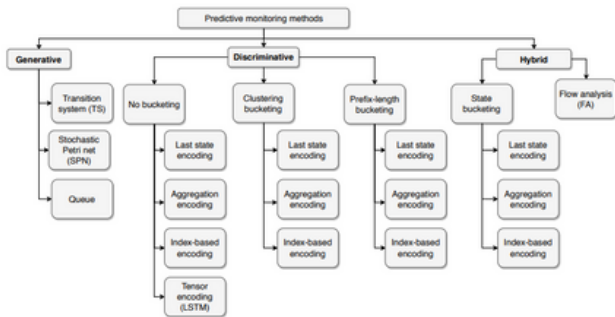 Predictive monitoring methods
Generative
Discriminative
Hybrid
Transition
system (TS)
Stochastic
Petri net
(SPN)
Queue
No bucketing
Last state
encoding
Aggregation
encoding
Index-based
encoding
Tensor
encoding
(LSTM)
Clustering
bucketing
Last state
encoding
Aggregation
encoding
Index-based
encoding
Prefix-length
bucketing
Last state
encoding
Aggregation
encoding
Index-based
encoding
State
bucketing
Last state
encoding
Aggregation
encoding
Index-based
encoding
Flow analysis
(FA)